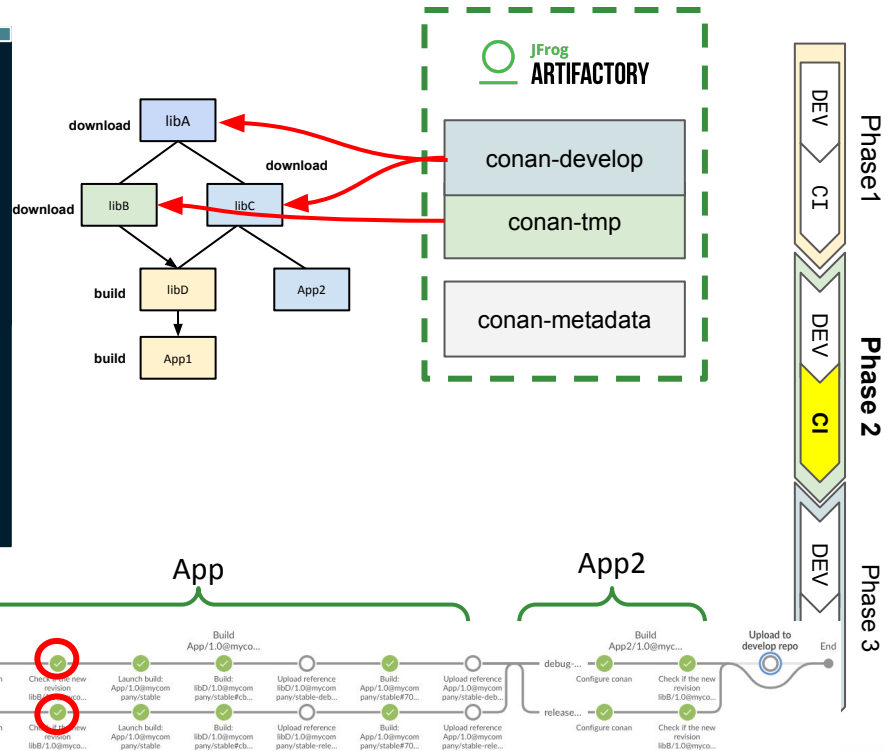 JFrog
ARTIFACTORY
conan-develop
conan-tmp
conan-metadata
download
libA
download
download
libB
libC
build
libD
App2
build
App1
DEV
CI
Phase1
DEV
CI
Phase 2
DEV
Phase 3
App
App2
Build
App/1.0@myco...
Build
App2/1.0@myc...
Upload to
develop repo
End
Check if the new
revision
libB/1.0@myco...
Launch build:
App/1.0@mycom
pany/stable
Build:
libD/1.0@mycom
pany/stable#cb...
Upload reference
libD/1.0@mycom
pany/stable-deb...
Build:
App/1.0@mycom
pany/stable#70...
Upload reference
App/1.0@mycom
pany/stable-deb...
debug-...
Configure conan
Check if the new
revision
libB/1.0@myco...
Check if the new
revision
libB/1.0@myco...
Launch build:
App/1.0@mycom
pany/stable
Build:
libD/1.0@mycom
pany/stable#cb...
Upload reference
libD/1.0@mycom
pany/stable-rele...
Build:
App/1.0@mycom
pany/stable#70...
Upload reference
App/1.0@mycom
pany/stable-rele...
release...
Configure conan
Check if the new
revision
libB/1.0@myco...